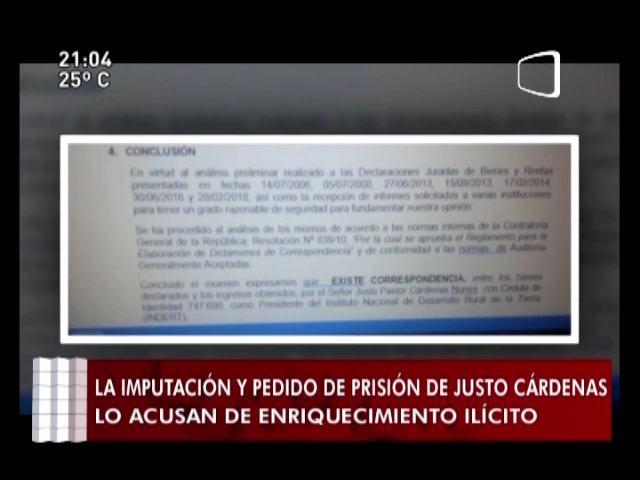 21:04
25° C
4. CONCLUSIÓN
En virtud al análisis preliminar realizado a las Declaraciones Juradas de Bienes y Rentas
presentadas en fechas 14/07/2006, 05/07/2008, 27/06/2013, 15/09/2013, 17/02/2014,
30/06/2016 y 28/02/2018, así como la recepción de informes solicitados a varias instituciones
para tener un grado razonable de seguridad para fundamentar nuestra opinión.
Se ha procedido al análisis de los mismos de acuerdo a las normas internas de la Contraloría
General de la República, Resolución Nº 839/10, "Por la cual se aprueba el Reglamento para la
Elaboración de Dictámenes de Correspondencia" y de conformidad a las normas de Auditoría
Generalmente Aceptadas.
Concluido el examen expresamos que EXISTE CORRESPONDENCIA, entre los bienes
declarados y los ingresos obtenidos, por el Señor Justo Pastor Cárdenas Nunes con Cédula de
Identidad 747.690, como Presidente del Instituto Nacional de Desarrollo Rural de la Tierra
(INDERT).
LA IMPUTACIÓN Y PEDIDO DE PRISIÓN DE JUSTO CÁRDENAS
LO ACUSAN DE ENRIQUECIMIENTO ILÍCITO